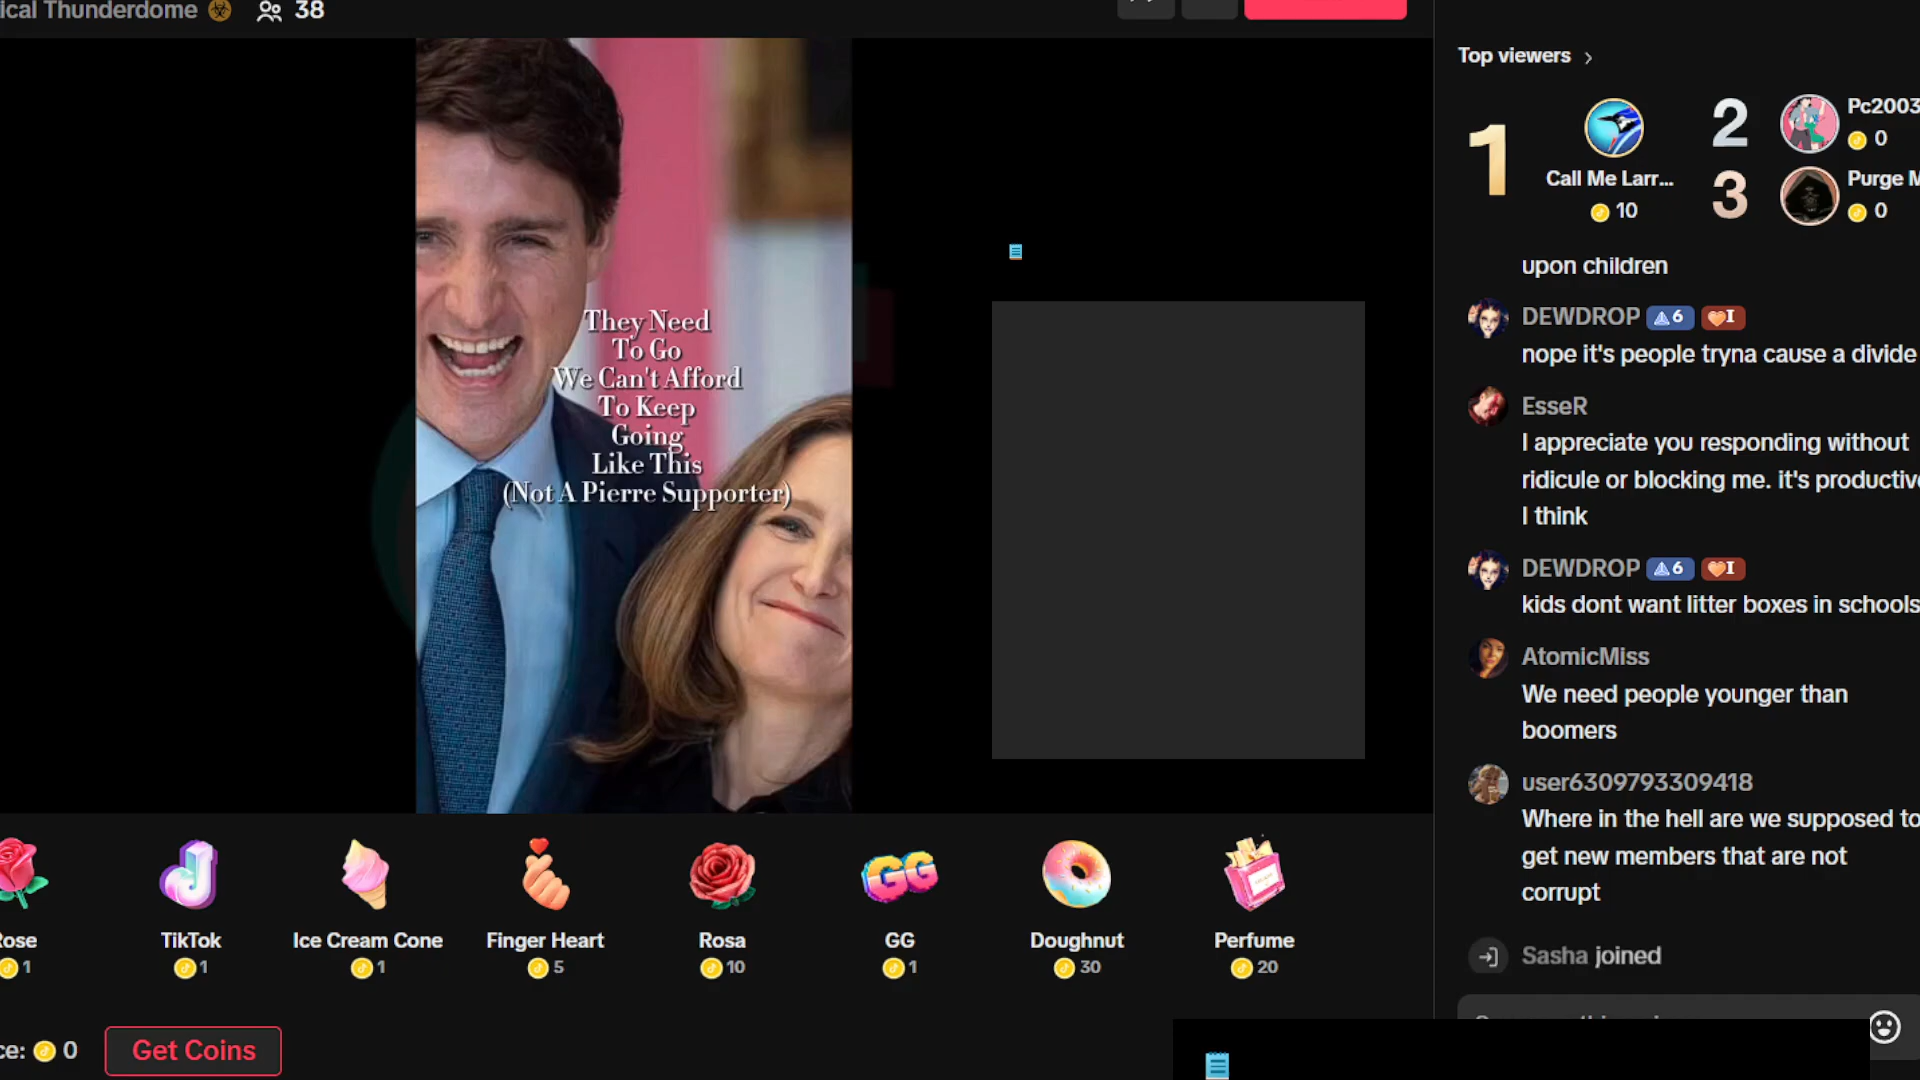 ical Thunderdome 38
Top viewers
1
Call Me Larr...
10
2
Pc2003
0
3
Purge M
0
They Need
To Go
We Can't Afford
To Keep
Going
Like This
(Not A Pierre Supporter)
upon children
DEWDROP 6 I
nope it's people tryna cause a divide
EsseR
I appreciate you responding without
ridicule or blocking me. it's productive
I think
DEWDROP 6 I
kids dont want litter boxes in schools
AtomicMiss
We need people younger than
boomers
user6309793309418
Where in the hell are we supposed to
get new members that are not
corrupt
Sasha joined
GG
Rose
1
TikTok
1
Ice Cream Cone
1
Finger Heart
5
Rosa
10
GG
1
Doughnut
30
Perfume
20
ce: 0
Get Coins